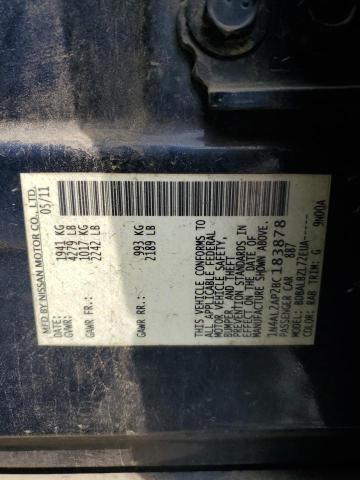 MFD BY NISSAN MOTOR CO., LTD.
DATE: 05/11
GVWR: 1941 KG
4279 LB
GAWR FR.: 1017 KG
2242 LB
GAWR RR.: 993 KG
2189 LB
THIS VEHICLE CONFORMS TO
ALL APPLICABLE FEDERAL
MOTOR VEHICLE SAFETY,
BUMPER, AND THEFT
PREVENTION STANDARDS IN
EFFECT ON THE DATE OF
MANUFACTURE SHOWN ABOVE.
1N4AL2AP2BC183878
PASSENGER CAR 887
MODEL: BDBALBZL7ZEUA
COLOR: RAB TRIM: G 9N00A